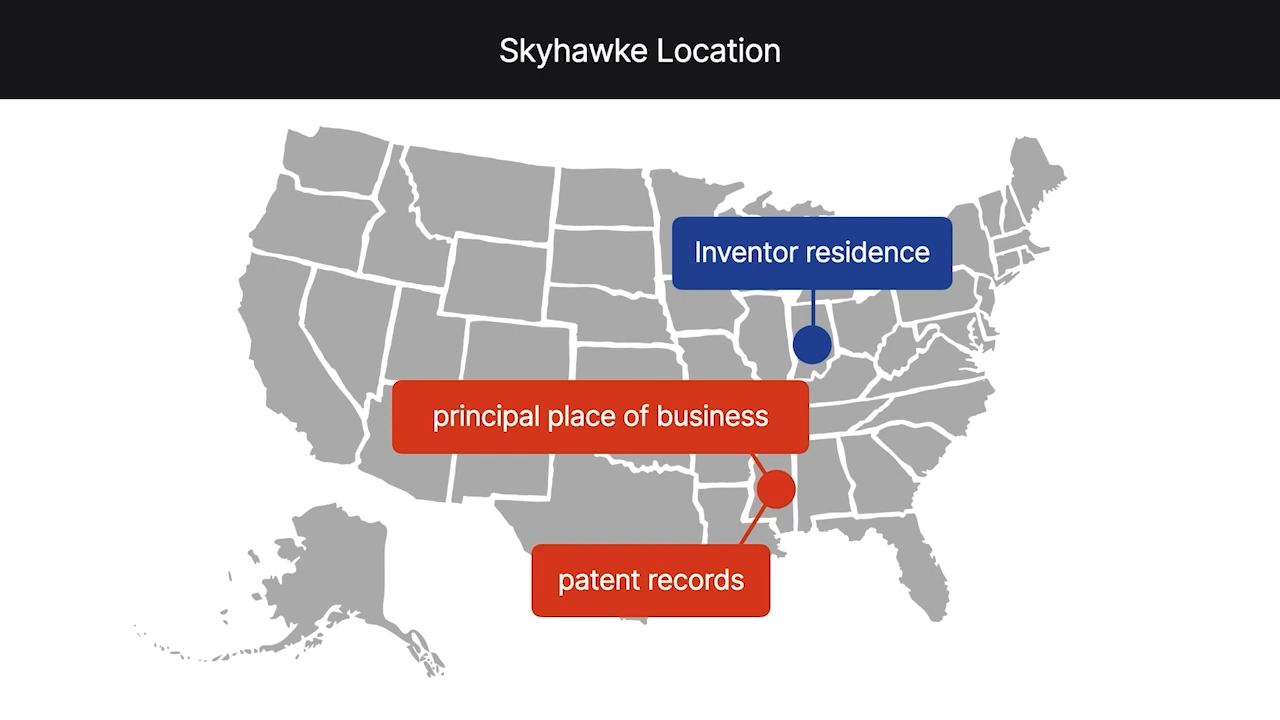 Skyhawke Location
Inventor residence
principal place of business
patent records